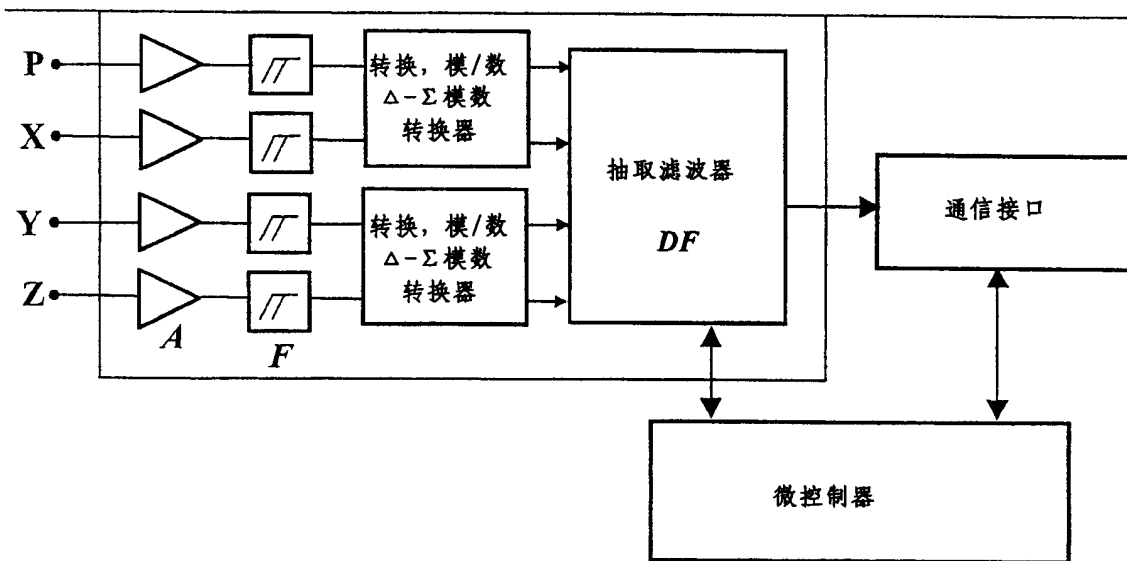 P
X
Y
Z
A
F
转换，模/数
Δ-Σ模数
转换器
转换，模/数
Δ-Σ模数
转换器
抽取滤波器
DF
通信接口
微控制器